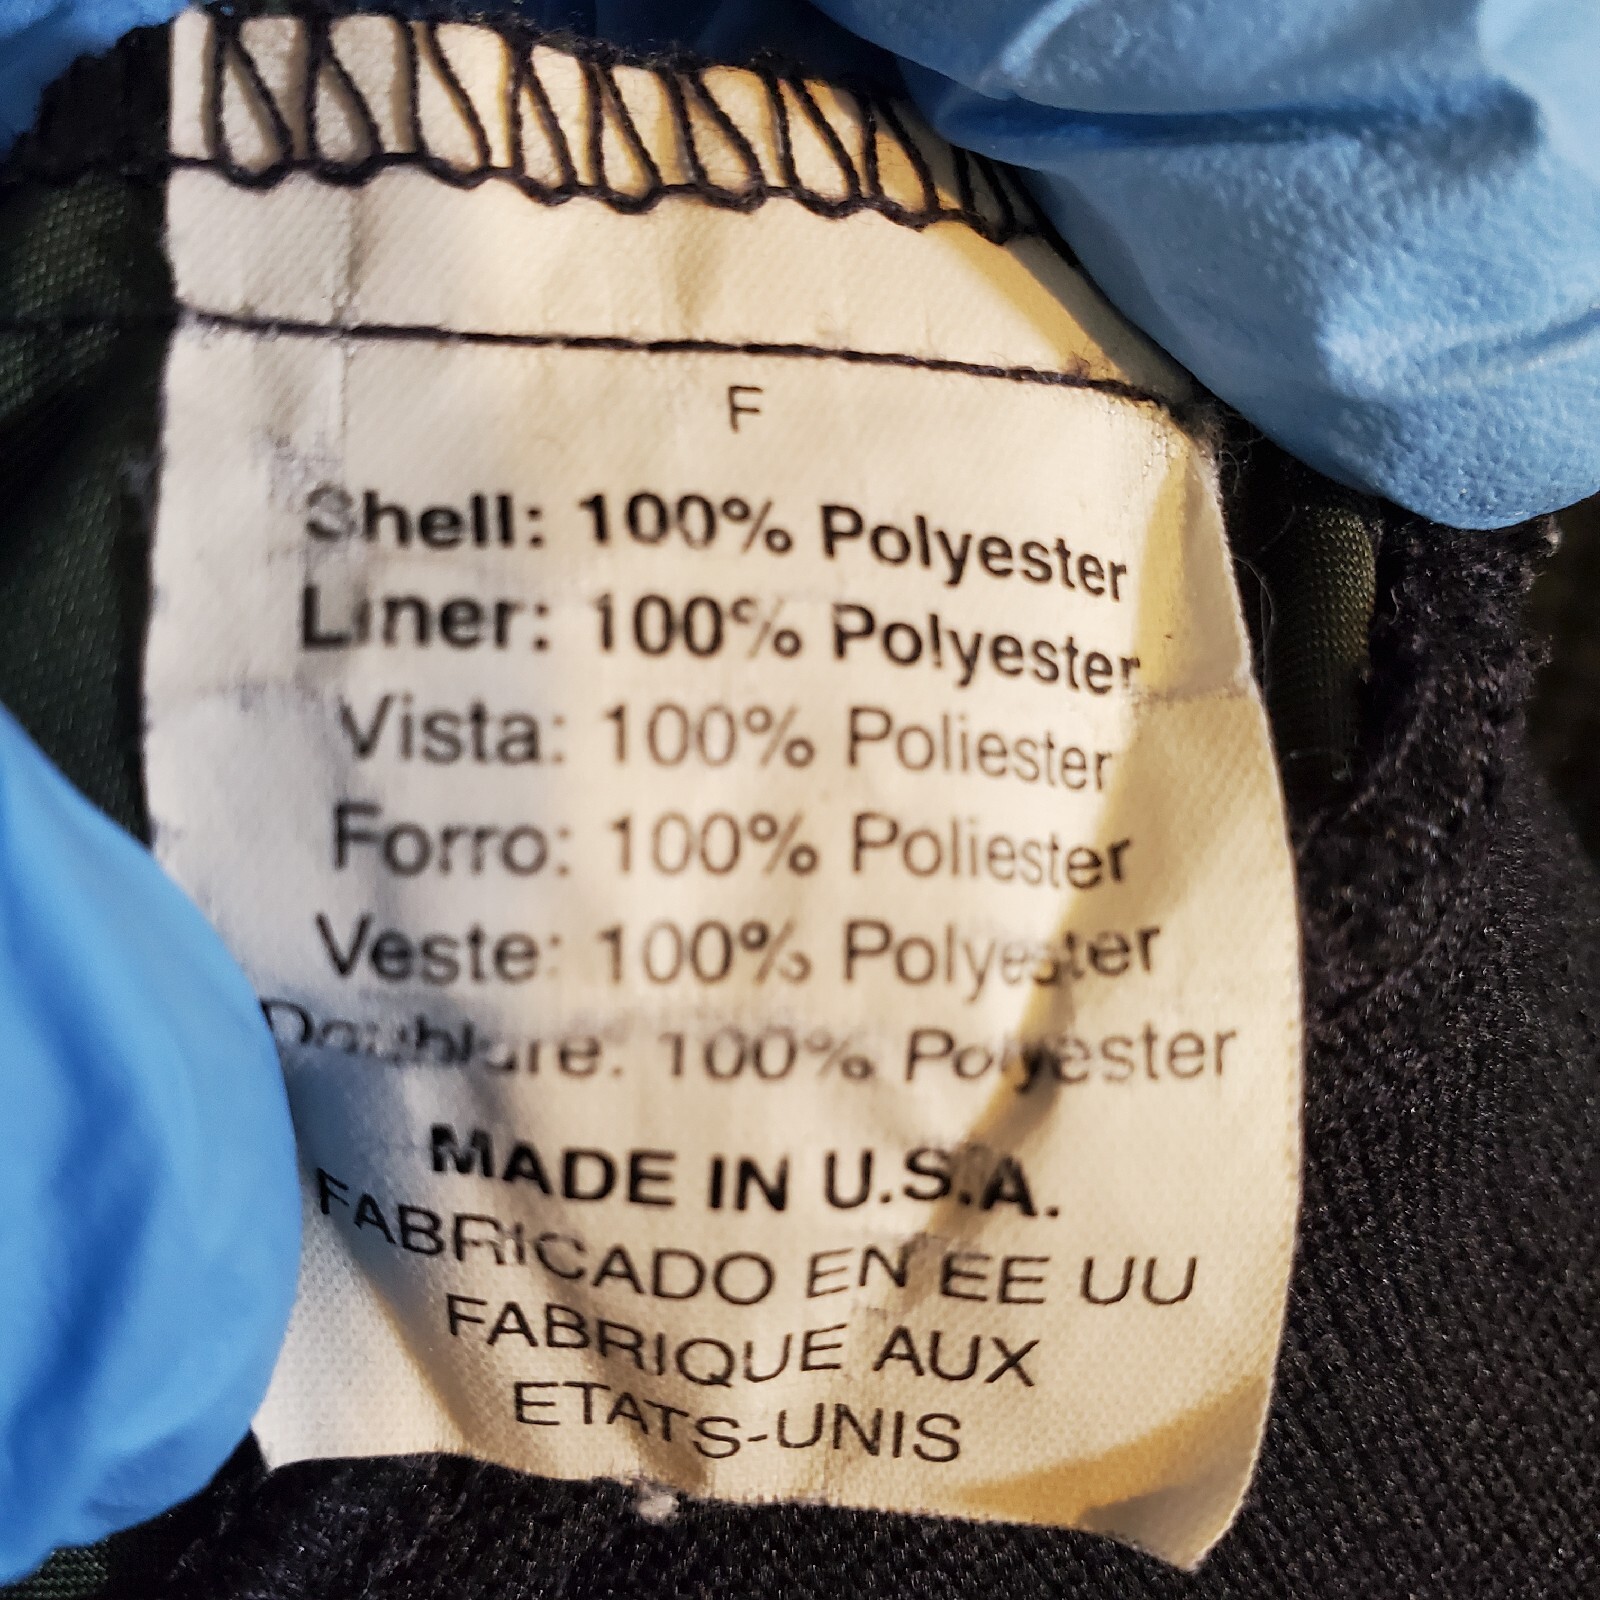 F
Shell: 100% Polyester
Liner: 100% Polyester
Vista: 100% Poliester
Forro: 100% Poliester
Veste: 100% Polyester
Doublure: 100% Polyester
MADE IN U.S.A.
FABRICADO EN EE UU
FABRIQUE AUX
ETATS-UNIS